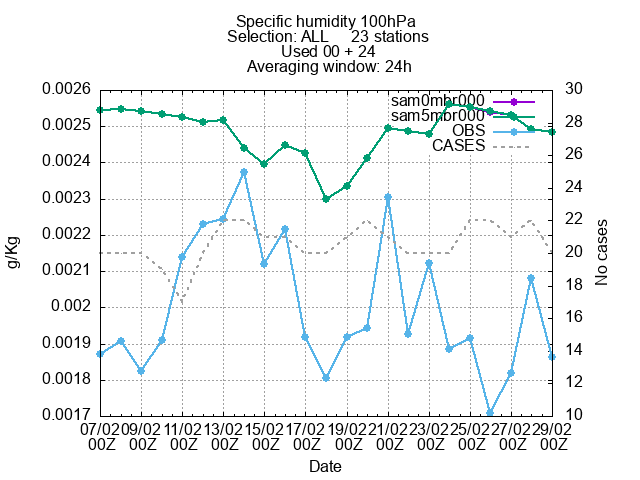 Specific humidity 100hPa
Selection: ALL 23 stations
Used 00 + 24
Averaging window: 24h
sam0mbr000
sam5mbr000
OBS
CASES
0.0026
0.0025
0.0024
0.0023
0.0022
0.0021
0.002
0.0019
0.0018
0.0017
g/Kg
30
28
26
24
22
20
18
16
14
12
10
No cases
07/02 09/02 11/02 13/02 15/02 17/02 19/02 21/02 23/02 25/02 27/02 29/02
00Z 00Z 00Z 00Z 00Z 00Z 00Z 00Z 00Z 00Z 00Z 00Z
Date